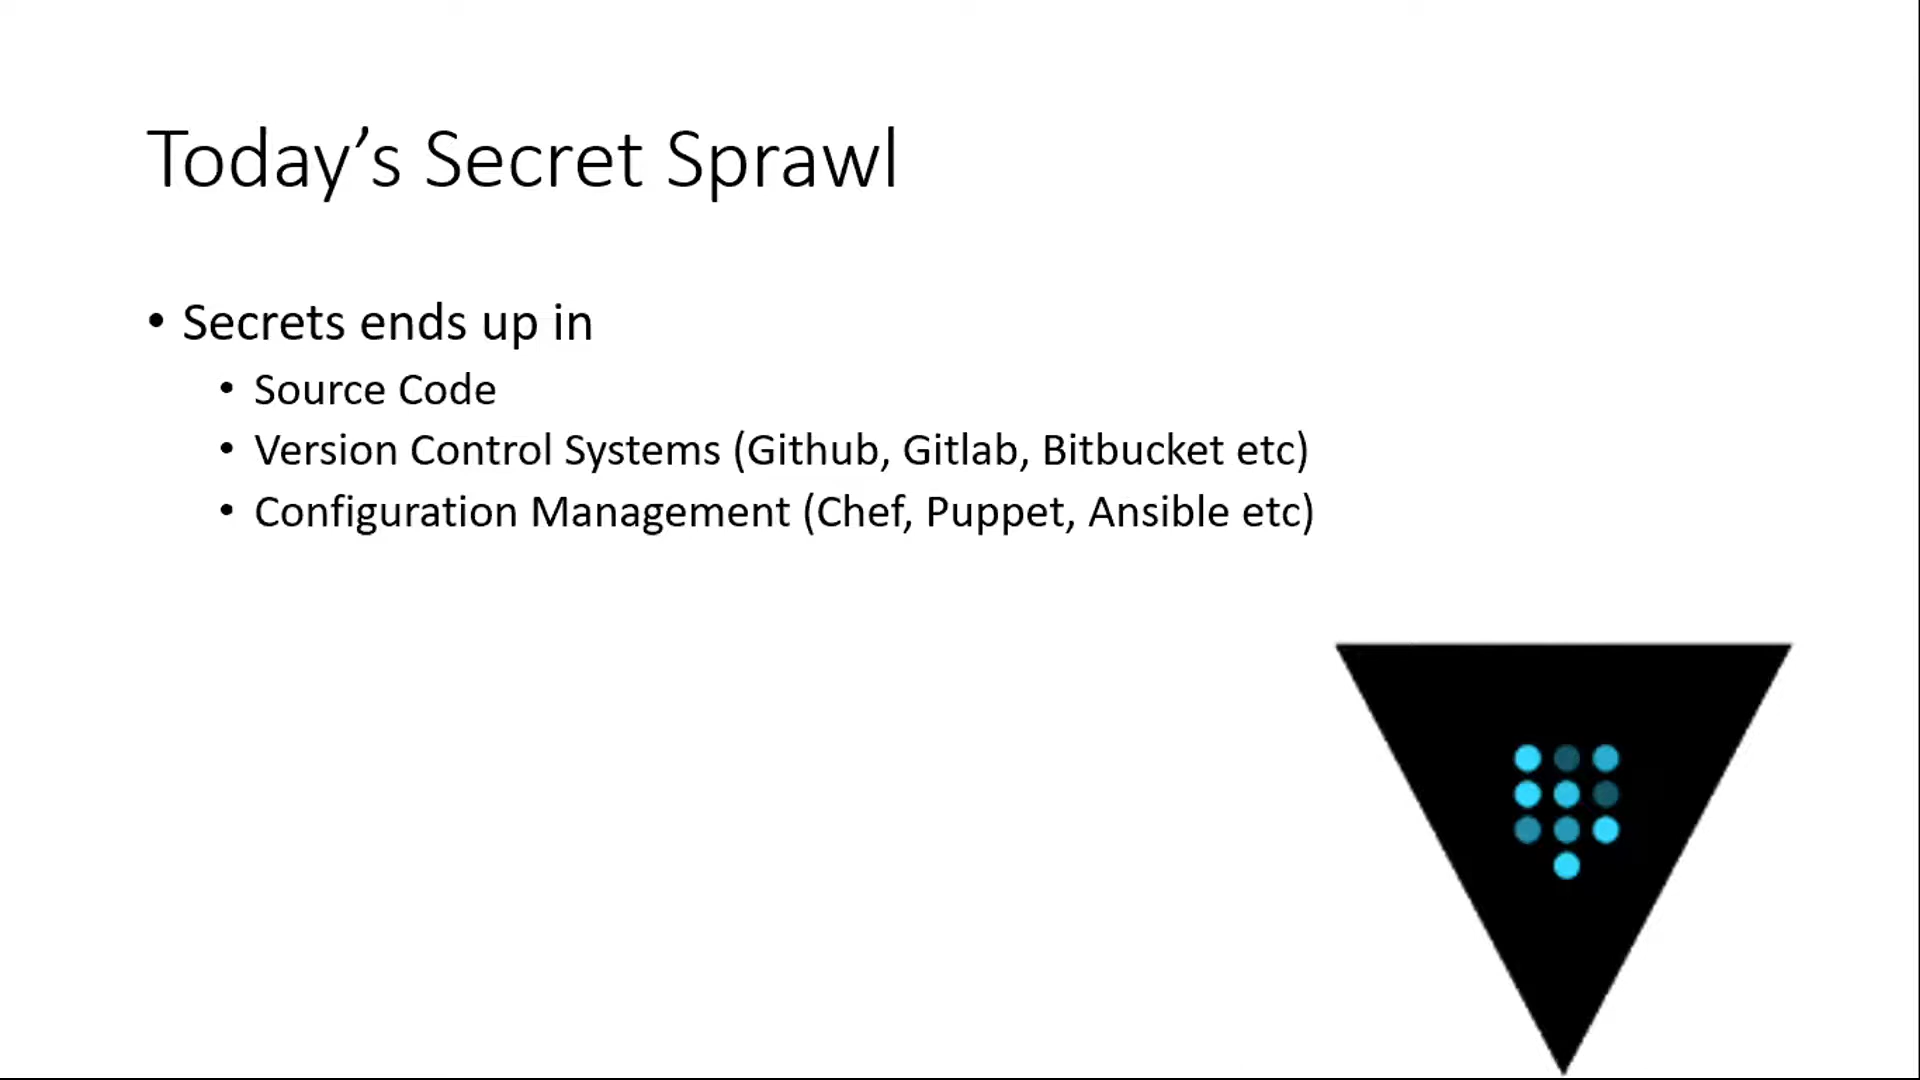 Today’s Secret Sprawl
• Secrets ends up in
• Source Code
• Version Control Systems (Github, Gitlab, Bitbucket etc)
• Configuration Management (Chef, Puppet, Ansible etc)